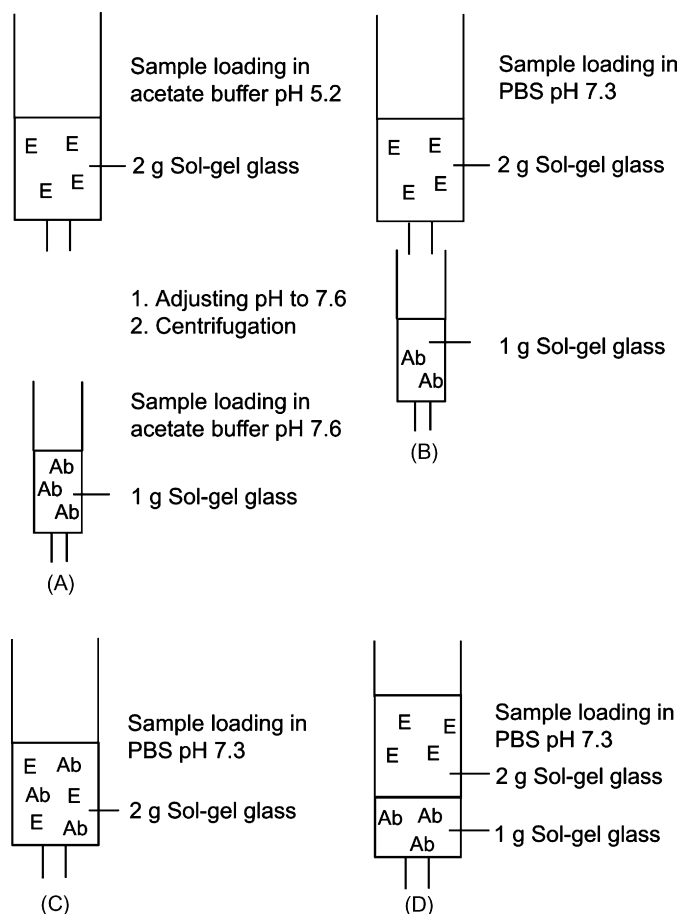 Sample loading in
acetate buffer pH 5.2
E E
E E
2 g Sol-gel glass
1. Adjusting pH to 7.6
2. Centrifugation
Sample loading in
acetate buffer pH 7.6
Ab
Ab
Ab
1 g Sol-gel glass
(A)
Sample loading in
PBS pH 7.3
E E
E E
2 g Sol-gel glass
1 g Sol-gel glass
Ab
Ab
(B)
Sample loading in
PBS pH 7.3
E Ab
Ab E
E Ab
2 g Sol-gel glass
(C)
Sample loading in
PBS pH 7.3
E E
E E
2 g Sol-gel glass
Ab Ab
Ab
1 g Sol-gel glass
(D)